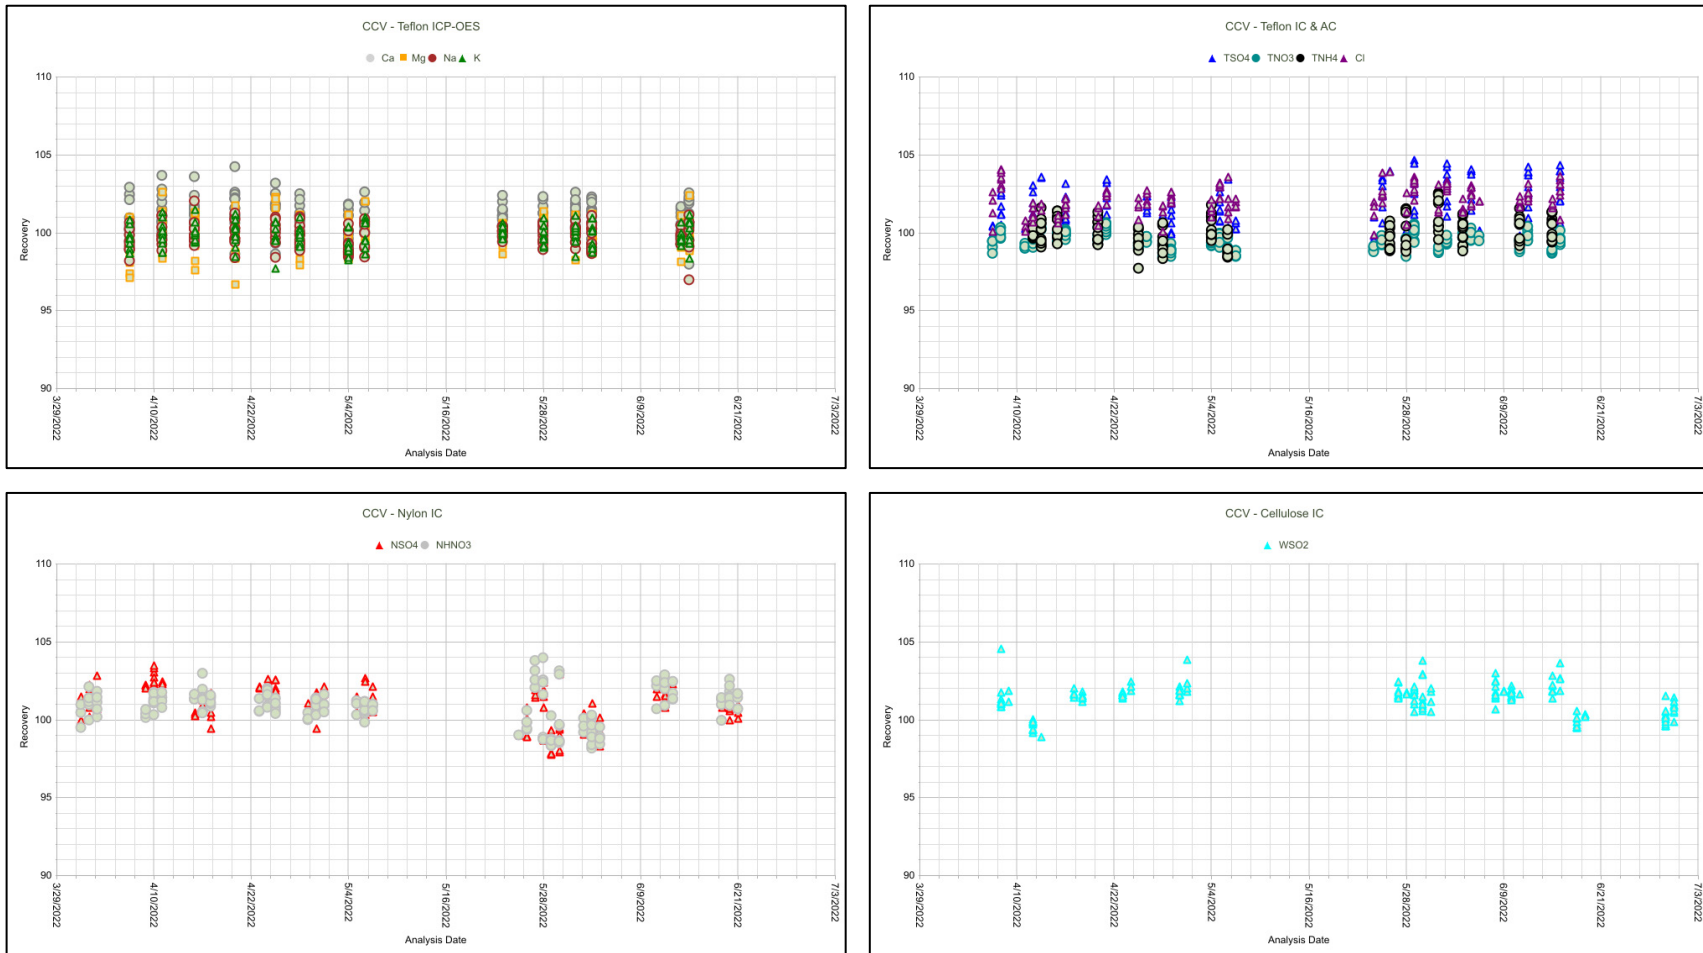 CCV - Teflon ICP-OES
Ca Mg Na K
110
105
100
95
90
Recovery
3/29/2022 4/10/2022 4/22/2022 5/4/2022 5/16/2022 5/28/2022 6/9/2022 6/21/2022 7/3/2022
Analysis Date
CCV - Teflon IC & AC
TSO4 TNO3 TNH4 Cl
110
105
100
95
90
Recovery
3/29/2022 4/10/2022 4/22/2022 5/4/2022 5/16/2022 5/28/2022 6/9/2022 6/21/2022 7/3/2022
Analysis Date
CCV - Nylon IC
NSO4 NHNO3
110
105
100
95
90
Recovery
3/29/2022 4/10/2022 4/22/2022 5/4/2022 5/16/2022 5/28/2022 6/9/2022 6/21/2022 7/3/2022
Analysis Date
CCV - Cellulose IC
WSO2
110
105
100
95
90
Recovery
3/29/2022 4/10/2022 4/22/2022 5/4/2022 5/16/2022 5/28/2022 6/9/2022 6/21/2022 7/3/2022
Analysis Date